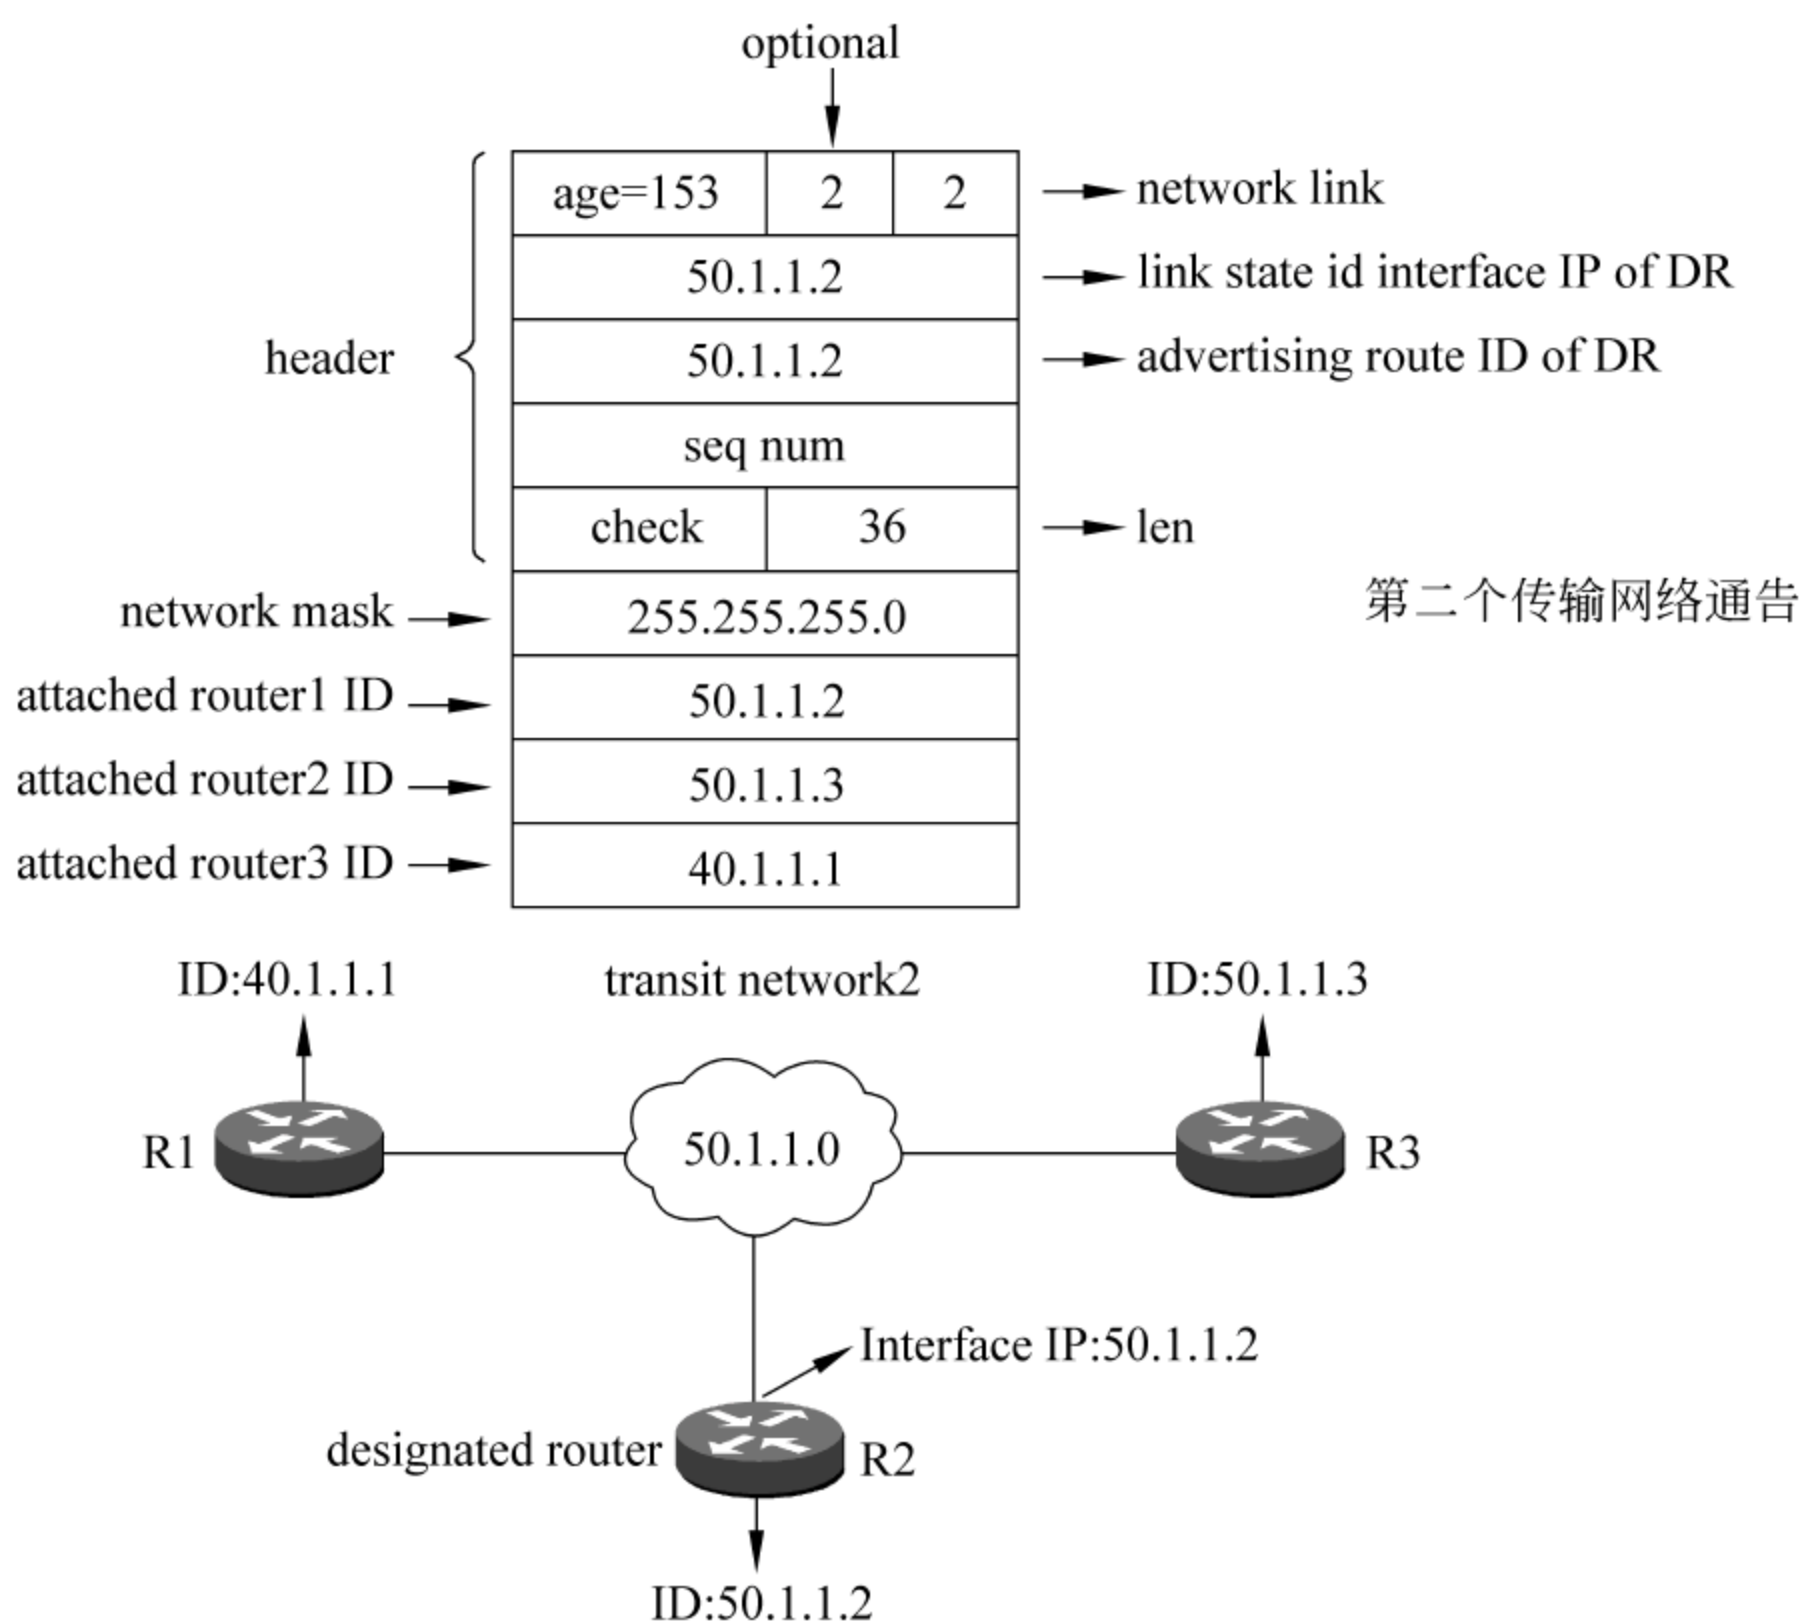 optional
age=153 2 2 network link
50.1.1.2 link state id interface IP of DR
header 50.1.1.2 advertising route ID of DR
seq num
check 36 len
第二个传输网络通告
network mask 255.255.255.0
attached router1 ID 50.1.1.2
attached router2 ID 50.1.1.3
attached router3 ID 40.1.1.1
ID:40.1.1.1 transit network2 ID:50.1.1.3
R1 50.1.1.0 R3
Interface IP:50.1.1.2
designated router R2
ID:50.1.1.2